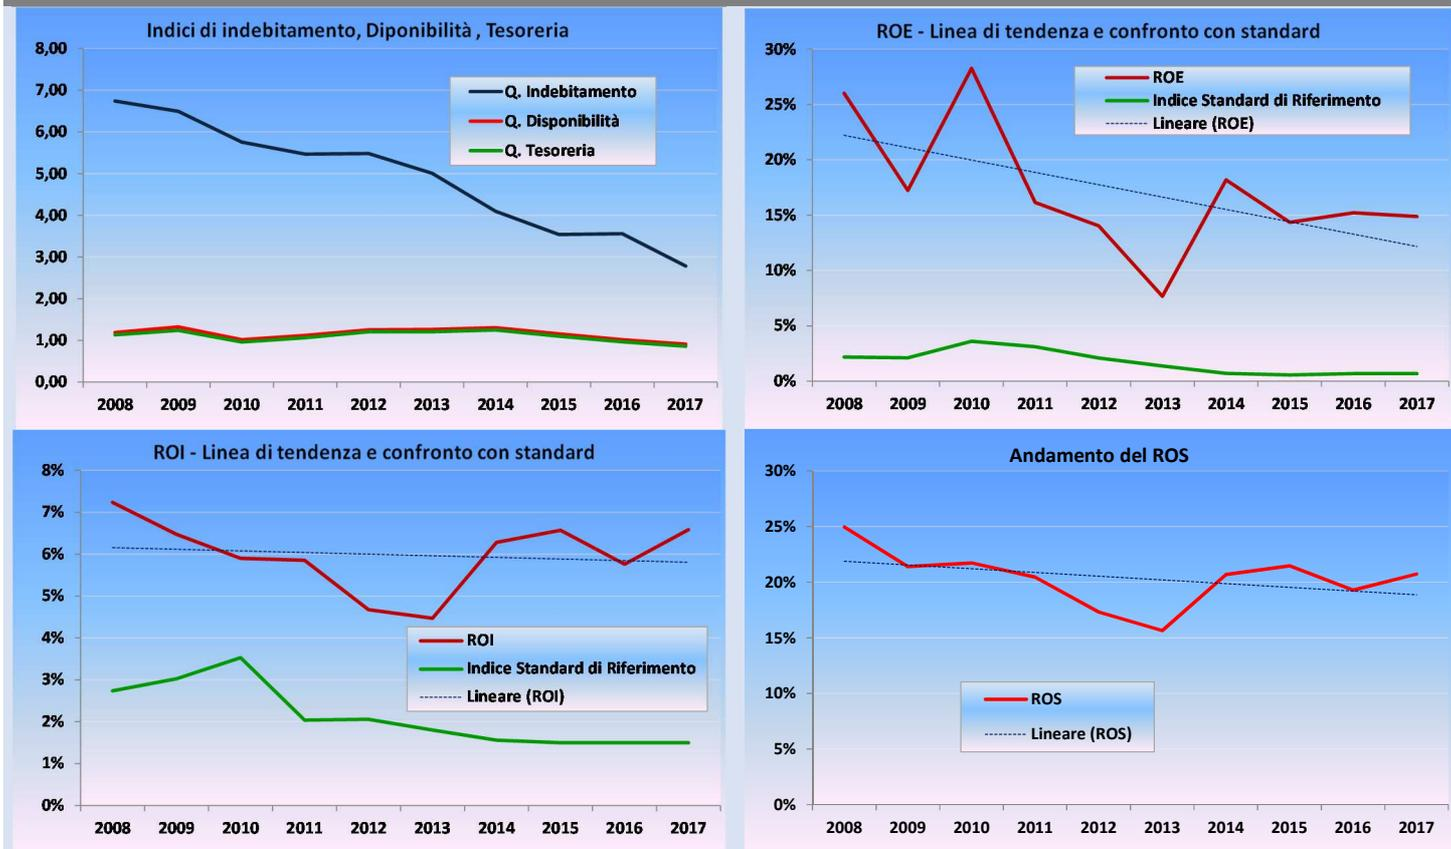 Indici di indebitamento, Diponibilità , Tesoreria
8,00
7,00
6,00
5,00
4,00
3,00
2,00
1,00
0,00
Q. Indebitamento
Q. Disponibilità
Q. Tesoreria
2008 2009 2010 2011 2012 2013 2014 2015 2016 2017
ROE - Linea di tendenza e confronto con standard
30%
25%
20%
15%
10%
5%
0%
ROE
Indice Standard di Riferimento
Lineare (ROE)
2008 2009 2010 2011 2012 2013 2014 2015 2016 2017
ROI - Linea di tendenza e confronto con standard
8%
7%
6%
5%
4%
3%
2%
1%
0%
ROI
Indice Standard di Riferimento
Lineare (ROI)
2008 2009 2010 2011 2012 2013 2014 2015 2016 2017
Andamento del ROS
30%
25%
20%
15%
10%
5%
0%
ROS
Lineare (ROS)
2008 2009 2010 2011 2012 2013 2014 2015 2016 2017